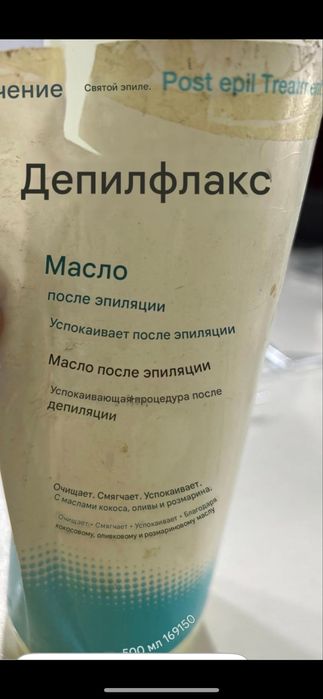 чение Святой эпиле. Post epil Treatment
Депилфлакс
Масло
после эпиляции
Успокаивает после эпиляции
Масло после эпиляции
Успокаивающая процедура после
депиляции
Очищает. Смягчает. Успокаивает.
С маслами кокоса, оливы и розмарина.
Очищает • Смягчает • Успокаивает • Благодаря
кокосовому, оливковому и розмариновому маслу
500 мл 169150